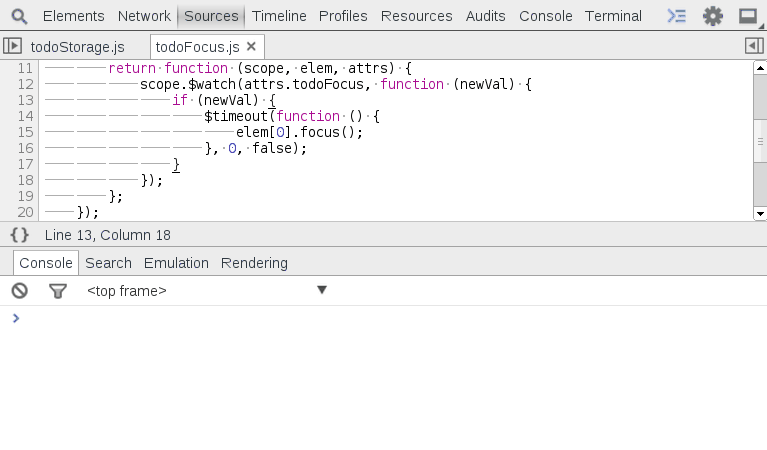 Elements Network Sources Timeline Profiles Resources Audits Console Terminal
todoStorage.js todoFocus.js ×
11 return function (scope, elem, attrs) {
12 scope.$watch(attrs.todoFocus, function (newVal) {
13 if (newVal) {
14 $timeout(function () {
15 elem[0].focus();
16 }, 0, false);
17 }
18 });
19 };
20 });
{} Line 13, Column 18
Console Search Emulation Rendering
<top frame> ▼
>